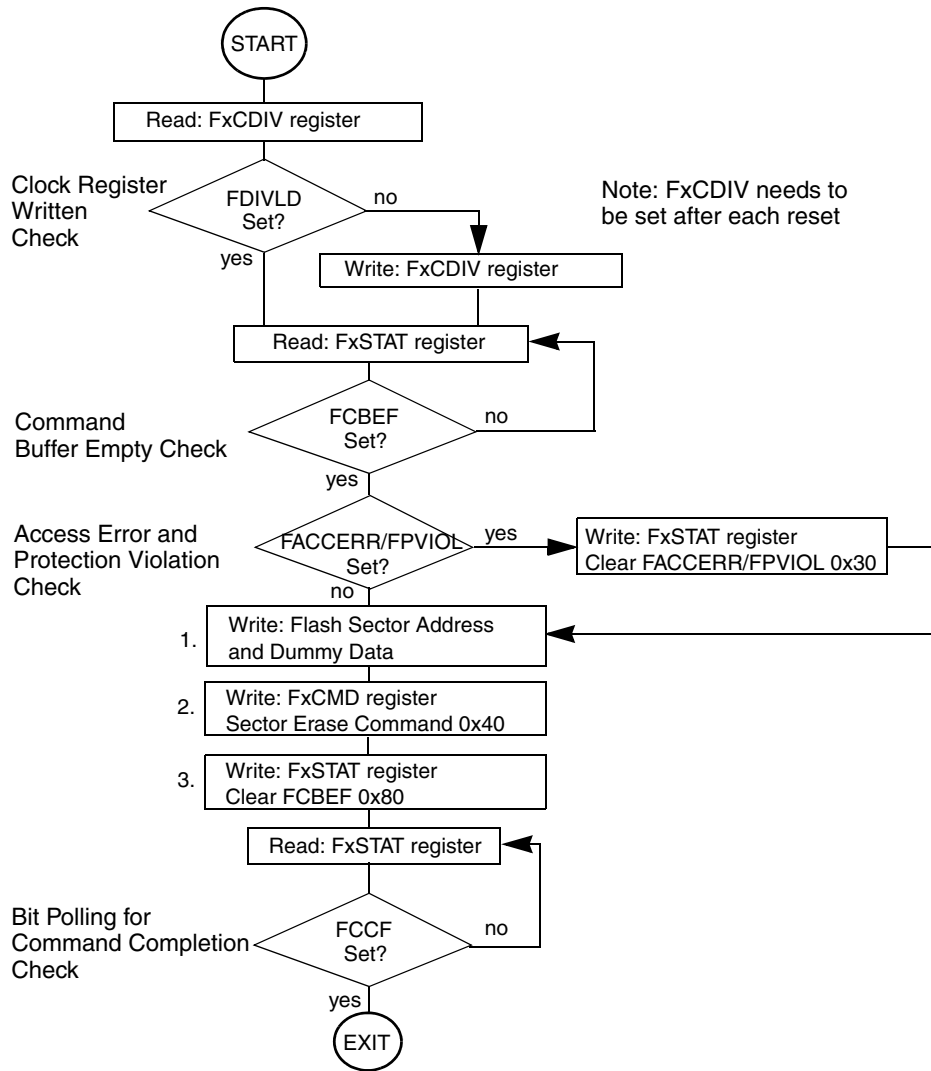 START
Read: FxCDIV register
Clock Register
Written
Check
FDIVLD
Set?
no
yes
Note: FxCDIV needs to
be set after each reset
Write: FxCDIV register
Read: FxSTAT register
Command
Buffer Empty Check
FCBEF
Set?
no
yes
Access Error and
Protection Violation
Check
FACCERR/FPVIOL
Set?
yes
no
Write: FxSTAT register
Clear FACCERR/FPVIOL 0x30
1.
Write: Flash Sector Address
and Dummy Data
2.
Write: FxCMD register
Sector Erase Command 0x40
3.
Write: FxSTAT register
Clear FCBEF 0x80
Read: FxSTAT register
Bit Polling for
Command Completion
Check
FCCF
Set?
no
yes
EXIT